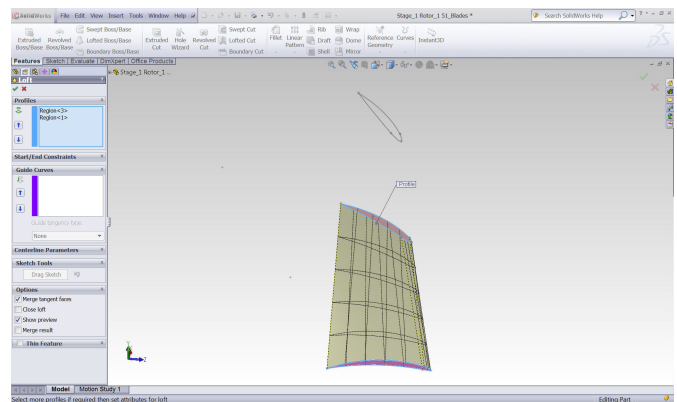 SolidWorks File Edit View Insert Tools Window Help
Stage_1 Rotor_1 51_Blades *
Search SolidWorks Help
Extruded Boss/Base
Revolved Boss/Base
Swept Boss/Base
Lofted Boss/Base
Boundary Boss/Base
Extruded Cut
Hole Wizard
Revolved Cut
Swept Cut
Lofted Cut
Boundary Cut
Fillet
Linear Pattern
Rib
Draft
Shell
Wrap
Dome
Mirror
Reference Geometry
Curves
Instant3D
Features Sketch Evaluate DimXpert Office Products
Stage_1 Rotor_1 ...
Profiles
Region<3>
Region<1>
Start/End Constraints
Guide Curves
Guide tangency type:
None
Centerline Parameters
Sketch Tools
Drag Sketch
Options
Merge tangent faces
Close loft
Show preview
Merge result
Thin Feature
Profile
Y
Z
Model Motion Study 1
Select more profiles if required then set attributes for loft
Editing Part